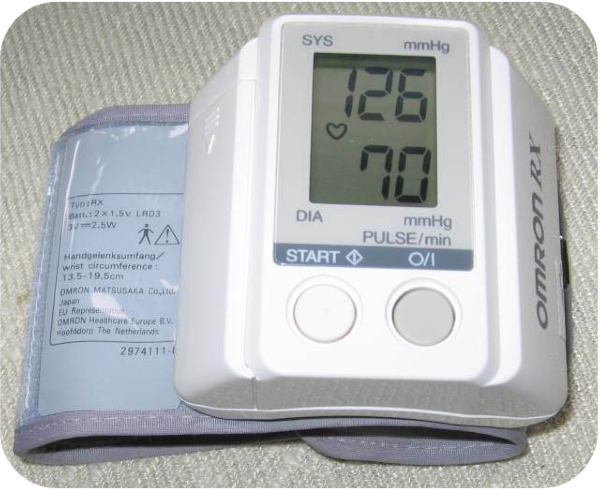 SYS mmHg
126
70
DIA mmHg
PULSE/min
START O/I
OMRON RX
Typ:RX
Batt.:2×1,5v LR03
3V⎓2.5W
Handgelenksumfang/
wrist circumference:
13.5-19.5cm
OMRON MATSUSAKA Co,Ltd.
Japan
EU Representative
OMRON Healthcare Europe B.V.
Hoofddorp The Netherlands
2974111-